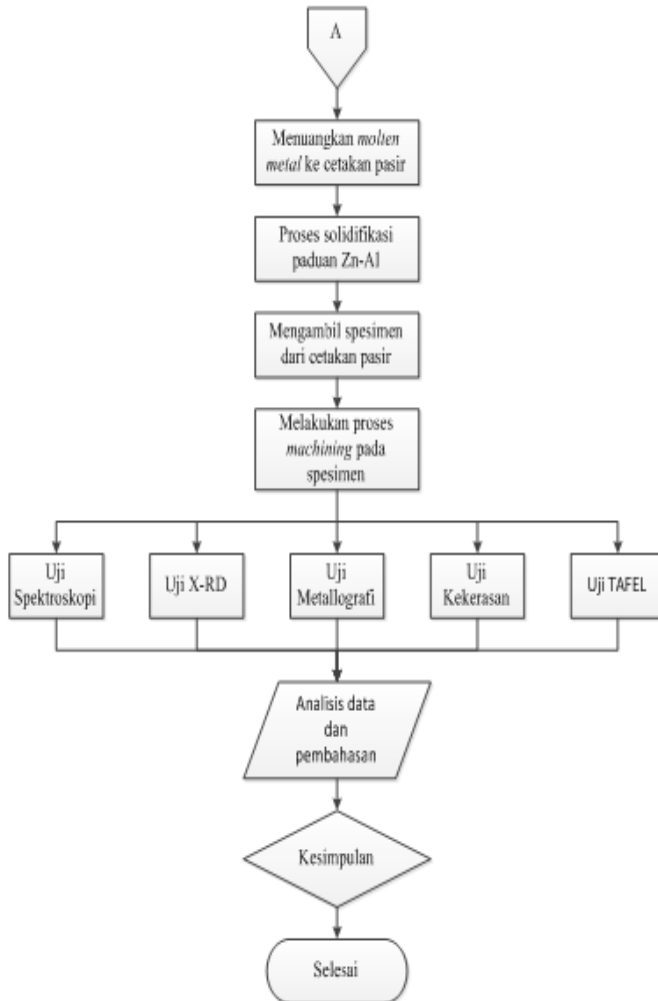 A
Menuangkan molten
metal ke cetakan pasir
Proses solidifikasi
paduan Zn-Al
Mengambil spesimen
dari cetakan pasir
Melakukan proses
machining pada
spesimen
Uji
Spektroskopi
Uji X-RD
Uji
Metallografi
Uji
Kekerasan
Uji TAFEL
Analisis data
dan
pembahasan
Kesimpulan
Selesai